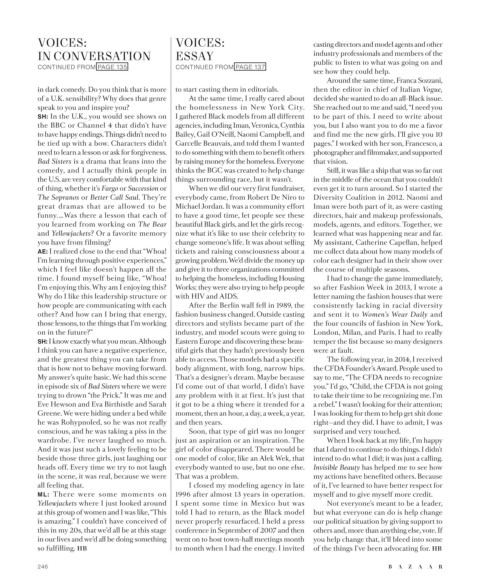 VOICES:
IN CONVERSATION
CONTINUED FROM PAGE 135
in dark comedy. Do you think that is more
of a U.K. sensibility? Why does that genre
speak to you and inspire you?
SH: In the U.K., you would see shows on
the BBC or Channel 4 that didn't have
to have happy endings. Things didn't need to
be tied up with a bow. Characters didn't
need to learn a lesson or ask for forgiveness.
Bad Sisters is a drama that leans into the
comedy, and I actually think people in
the U.S. are very comfortable with that kind
of thing, whether it's Fargo or Succession or
The Sopranos or Better Call Saul. They're
great dramas that are allowed to be
funny.... Was there a lesson that each of
you learned from working on The Bear
and Yellowjackets? Or a favorite memory
you have from filming?
AE: I realized close to the end that "Whoa!
I'm learning through positive experiences,"
which I feel like doesn't happen all the
time. I found myself being like, "Whoa!
I'm enjoying this. Why am I enjoying this?
Why do I like this leadership structure or
how people are communicating with each
other? And how can I bring that energy,
those lessons, to the things that I'm working
on in the future?"
SH: I know exactly what you mean. Although
I think you can have a negative experience,
and the greatest thing you can take from
that is how not to behave moving forward.
My answer's quite basic. We had this scene
in episode six of Bad Sisters where we were
trying to drown "the Prick." It was me and
Eve Hewson and Eva Birthistle and Sarah
Greene. We were hiding under a bed while
he was Rohypnoled, so he was not really
conscious, and he was taking a piss in the
wardrobe. I've never laughed so much.
And it was just such a lovely feeling to be
beside those three girls, just laughing our
heads off. Every time we try to not laugh
in the scene, it was real, because we were
all feeling that.
ML: There were some moments on
Yellowjackets where I just looked around
at this group of women and I was like, "This
is amazing." I couldn't have conceived of
this in my 20s, that we'd all be at this stage
in our lives and we'd all be doing something
so fulfilling. HB
VOICES:
ESSAY
CONTINUED FROM PAGE 137
to start casting them in editorials.
At the same time, I really cared about
the homelessness in New York City.
I gathered Black models from all different
agencies, including Iman, Veronica, Cynthia
Bailey, Gail O'Neill, Naomi Campbell, and
Garcelle Beauvais, and told them I wanted
to do something with them to benefit others
by raising money for the homeless. Everyone
thinks the BGC was created to help change
things surrounding race, but it wasn't.
When we did our very first fundraiser,
everybody came, from Robert De Niro to
Michael Jordan. It was a community effort
to have a good time, let people see these
beautiful Black girls, and let the girls recog-
nize what it's like to use their celebrity to
change someone's life. It was about selling
tickets and raising consciousness about a
growing problem. We'd divide the money up
and give it to three organizations committed
to helping the homeless, including Housing
Works; they were also trying to help people
with HIV and AIDS.
After the Berlin wall fell in 1989, the
fashion business changed. Outside casting
directors and stylists became part of the
industry, and model scouts were going to
Eastern Europe and discovering these beau-
tiful girls that they hadn't previously been
able to access. Those models had a specific
body alignment, with long, narrow hips.
That's a designer's dream. Maybe because
I'd come out of that world, I didn't have
any problem with it at first. It's just that
it got to be a thing where it trended for a
moment, then an hour, a day, a week, a year,
and then years.
Soon, that type of girl was no longer
just an aspiration or an inspiration. The
girl of color disappeared. There would be
one model of color, like an Alek Wek, that
everybody wanted to use, but no one else.
That was a problem.
I closed my modeling agency in late
1996 after almost 13 years in operation.
I spent some time in Mexico but was
told I had to return, as the Black model
never properly resurfaced. I held a press
conference in September of 2007 and then
went on to host town-hall meetings month
to month when I had the energy. I invited
casting directors and model agents and other
industry professionals and members of the
public to listen to what was going on and
see how they could help.
Around the same time, Franca Sozzani,
then the editor in chief of Italian Vogue,
decided she wanted to do an all-Black issue.
She reached out to me and said, "I need you
to be part of this. I need to write about
you, but I also want you to do me a favor
and find me the new girls. I'll give you 10
pages." I worked with her son, Francesco, a
photographer and filmmaker, and supported
that vision.
Still, it was like a ship that was so far out
in the middle of the ocean that you couldn't
even get it to turn around. So I started the
Diversity Coalition in 2012. Naomi and
Iman were both part of it, as were casting
directors, hair and makeup professionals,
models, agents, and editors. Together, we
learned what was happening near and far.
My assistant, Catherine Capellan, helped
me collect data about how many models of
color each designer had in their show over
the course of multiple seasons.
I had to change the game immediately,
so after Fashion Week in 2013, I wrote a
letter naming the fashion houses that were
consistently lacking in racial diversity
and sent it to Women's Wear Daily and
the four councils of fashion in New York,
London, Milan, and Paris. I had to really
temper the list because so many designers
were at fault.
The following year, in 2014, I received
the CFDA Founder's Award. People used to
say to me, "The CFDA needs to recognize
you." I'd go, "Child, the CFDA is not going
to take their time to be recognizing me. I'm
a rebel." I wasn't looking for their attention;
I was looking for them to help get shit done
right—and they did. I have to admit, I was
surprised and very touched.
When I look back at my life, I'm happy
that I dared to continue to do things. I didn't
intend to do what I did; it was just a calling.
Invisible Beauty has helped me to see how
my actions have benefited others. Because
of it, I've learned to have better respect for
myself and to give myself more credit.
Not everyone's meant to be a leader,
but what everyone can do is help change
our political situation by giving support to
others and, more than anything else, vote. If
you help change that, it'll bleed into some
of the things I've been advocating for. HB
246
BAZAAR